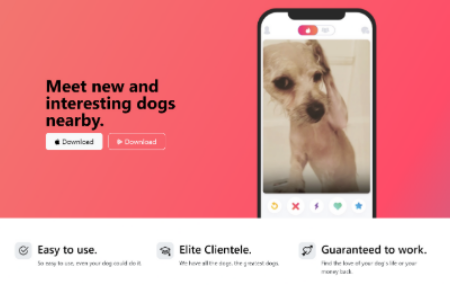 Meet new and
interesting dogs
nearby.
Download
Download
Easy to use.
So easy to use, even your dog could do it.
Elite Clientele.
We have all the dogs, the greatest dogs.
Guaranteed to work.
Find the love of your dog's life or your
money back.